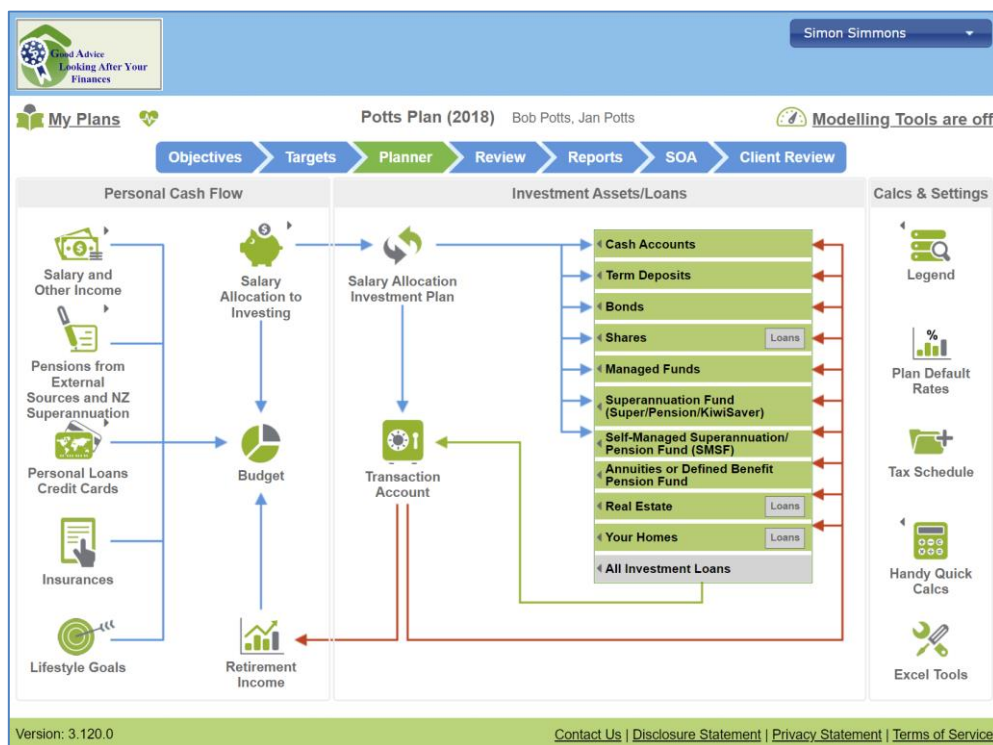 Good Advice
Looking After Your
Finances
Simon Simmons
My Plans
Potts Plan (2018) Bob Potts, Jan Potts
Modelling Tools are off
Objectives
Targets
Planner
Review
Reports
SOA
Client Review
Personal Cash Flow
Investment Assets/Loans
Calcs & Settings
Salary and
Other Income
Pensions from
External
Sources and NZ
Superannuation
Personal Loans
Credit Cards
Insurances
Lifestyle Goals
Salary
Allocation to
Investing
Budget
Retirement
Income
Salary Allocation
Investment Plan
Transaction
Account
Cash Accounts
Term Deposits
Bonds
Shares
Loans
Managed Funds
Superannuation Fund
(Super/Pension/KiwiSaver)
Self-Managed Superannuation/
Pension Fund (SMSF)
Annuities or Defined Benefit
Pension Fund
Real Estate
Loans
Your Homes
Loans
All Investment Loans
Legend
%
Plan Default
Rates
Tax Schedule
Handy Quick
Calcs
Excel Tools
Version: 3.120.0
Contact Us | Disclosure Statement | Privacy Statement | Terms of Service